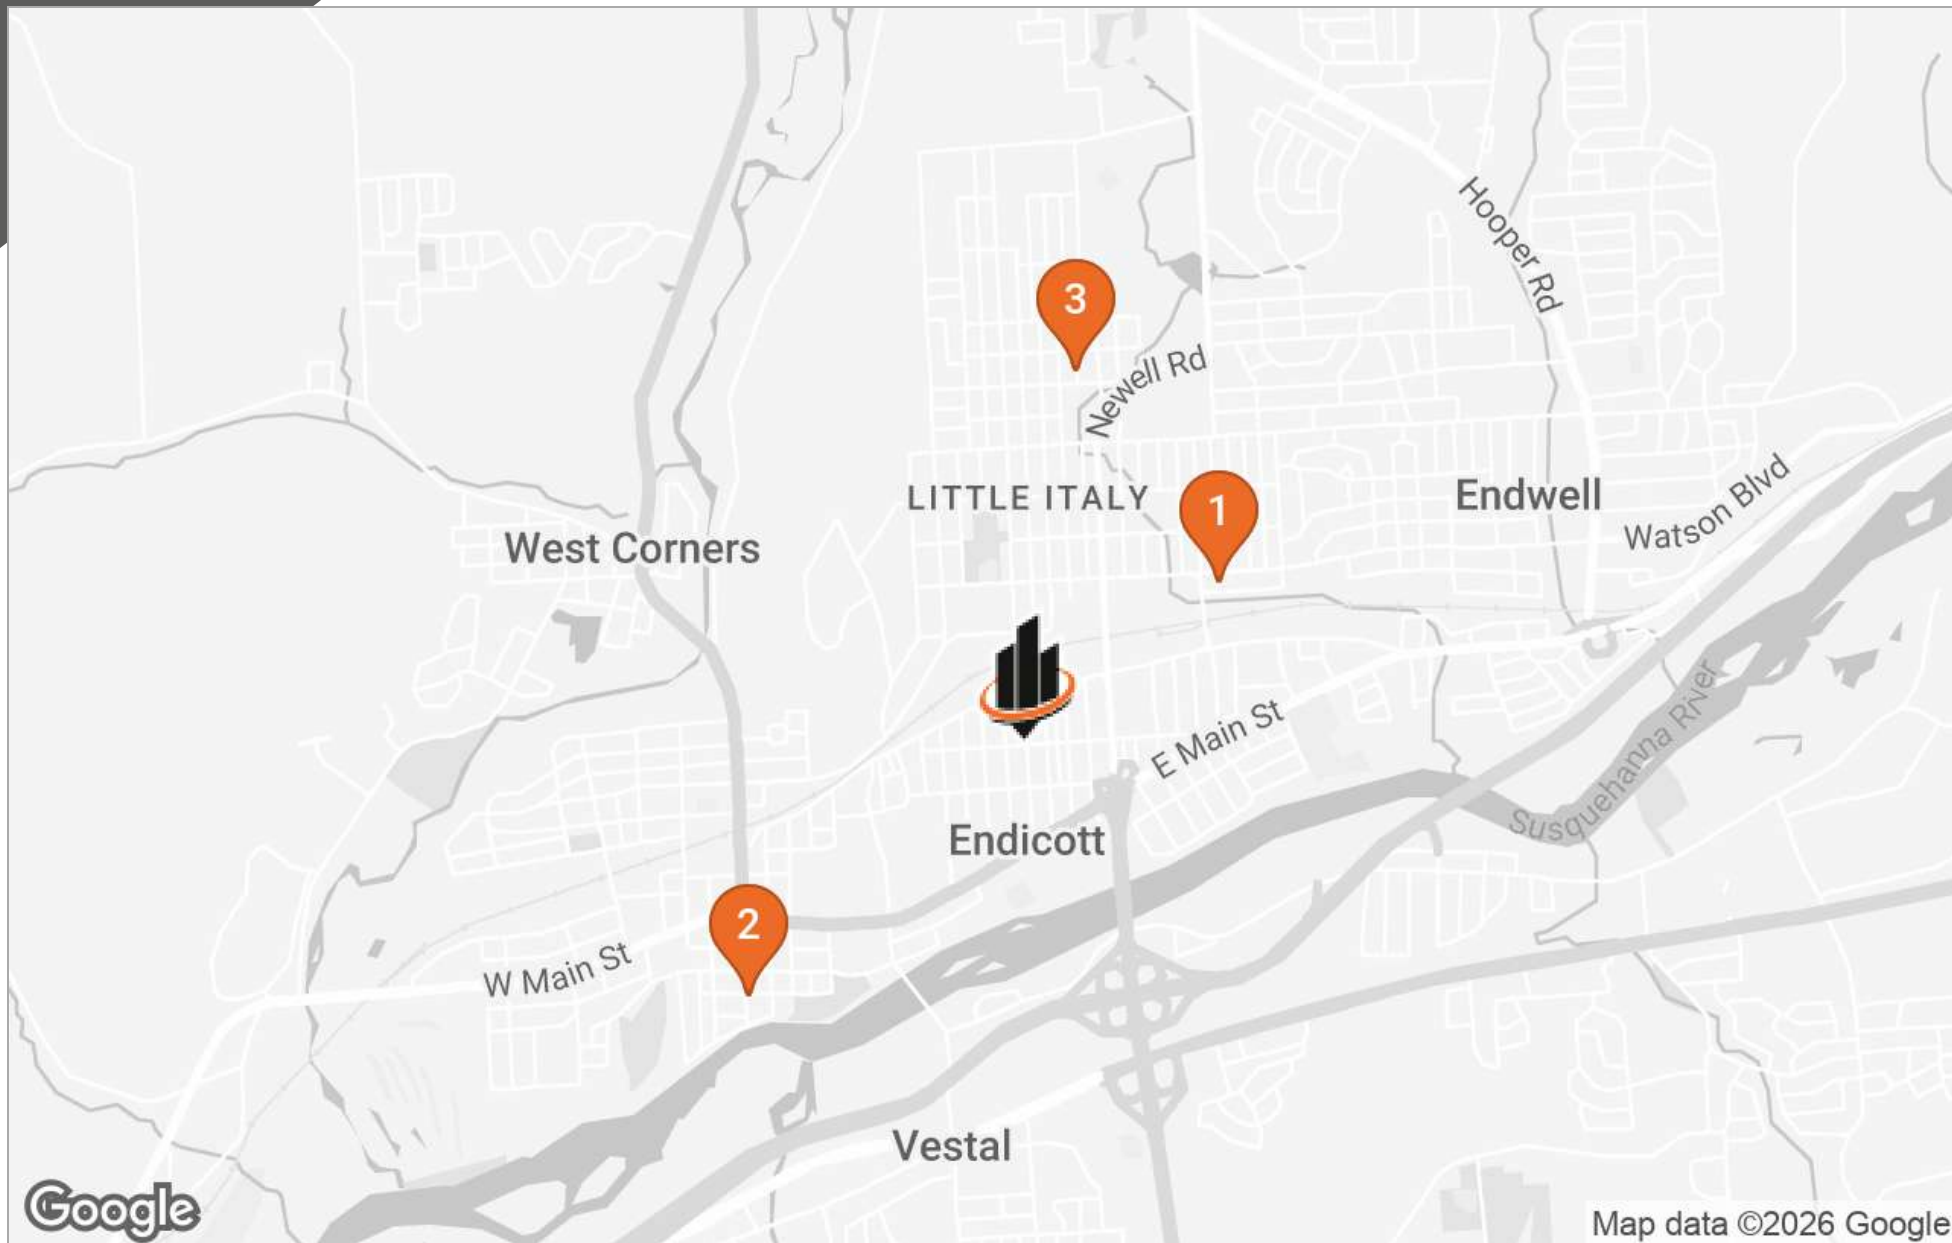 Hooper Rd
3
Newell Rd
LITTLE ITALY
1
Endwell
Watson Blvd
West Corners
E Main St
Susquehanna River
Endicott
2
W Main St
Vestal
Google
Map data ©2026 Google